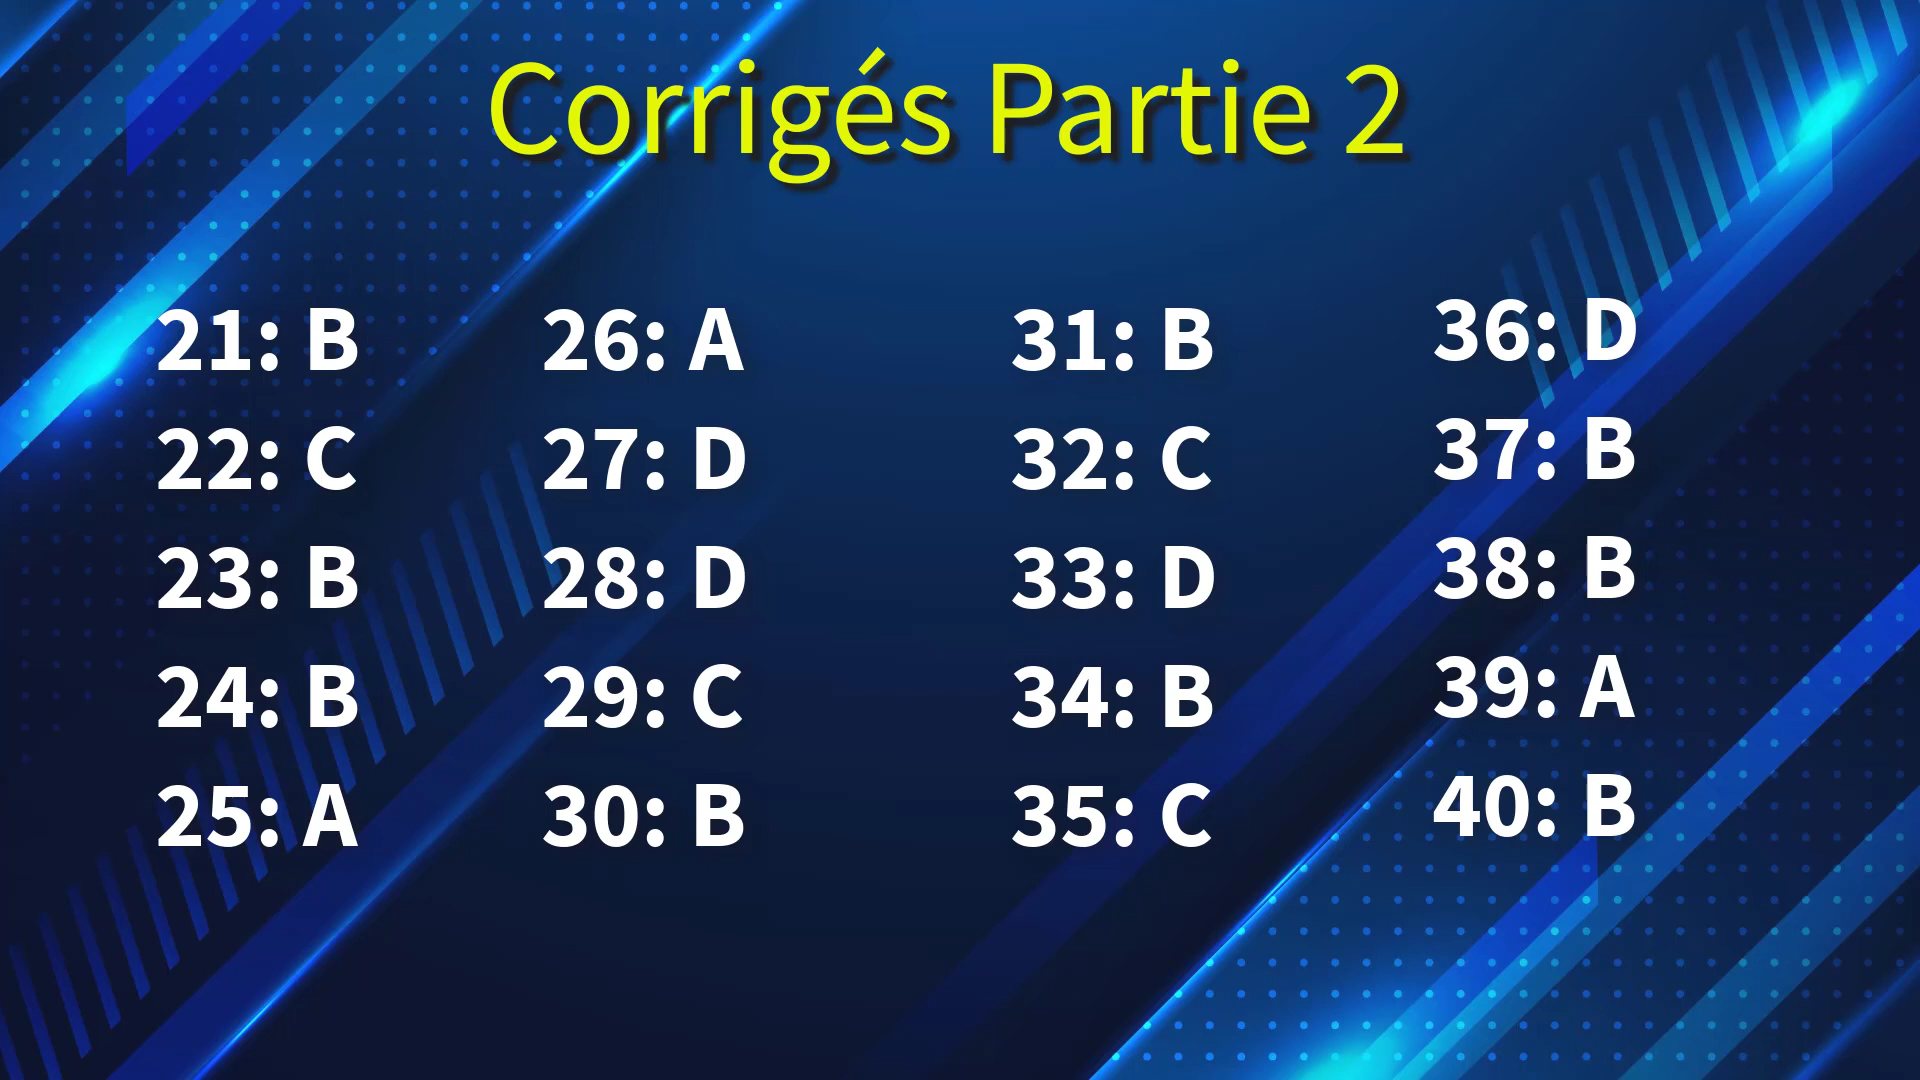 Corrigés Partie 2
21: B
22: C
23: B
24: B
25: A
26: A
27: D
28: D
29: C
30: B
31: B
32: C
33: D
34: B
35: C
36: D
37: B
38: B
39: A
40: B